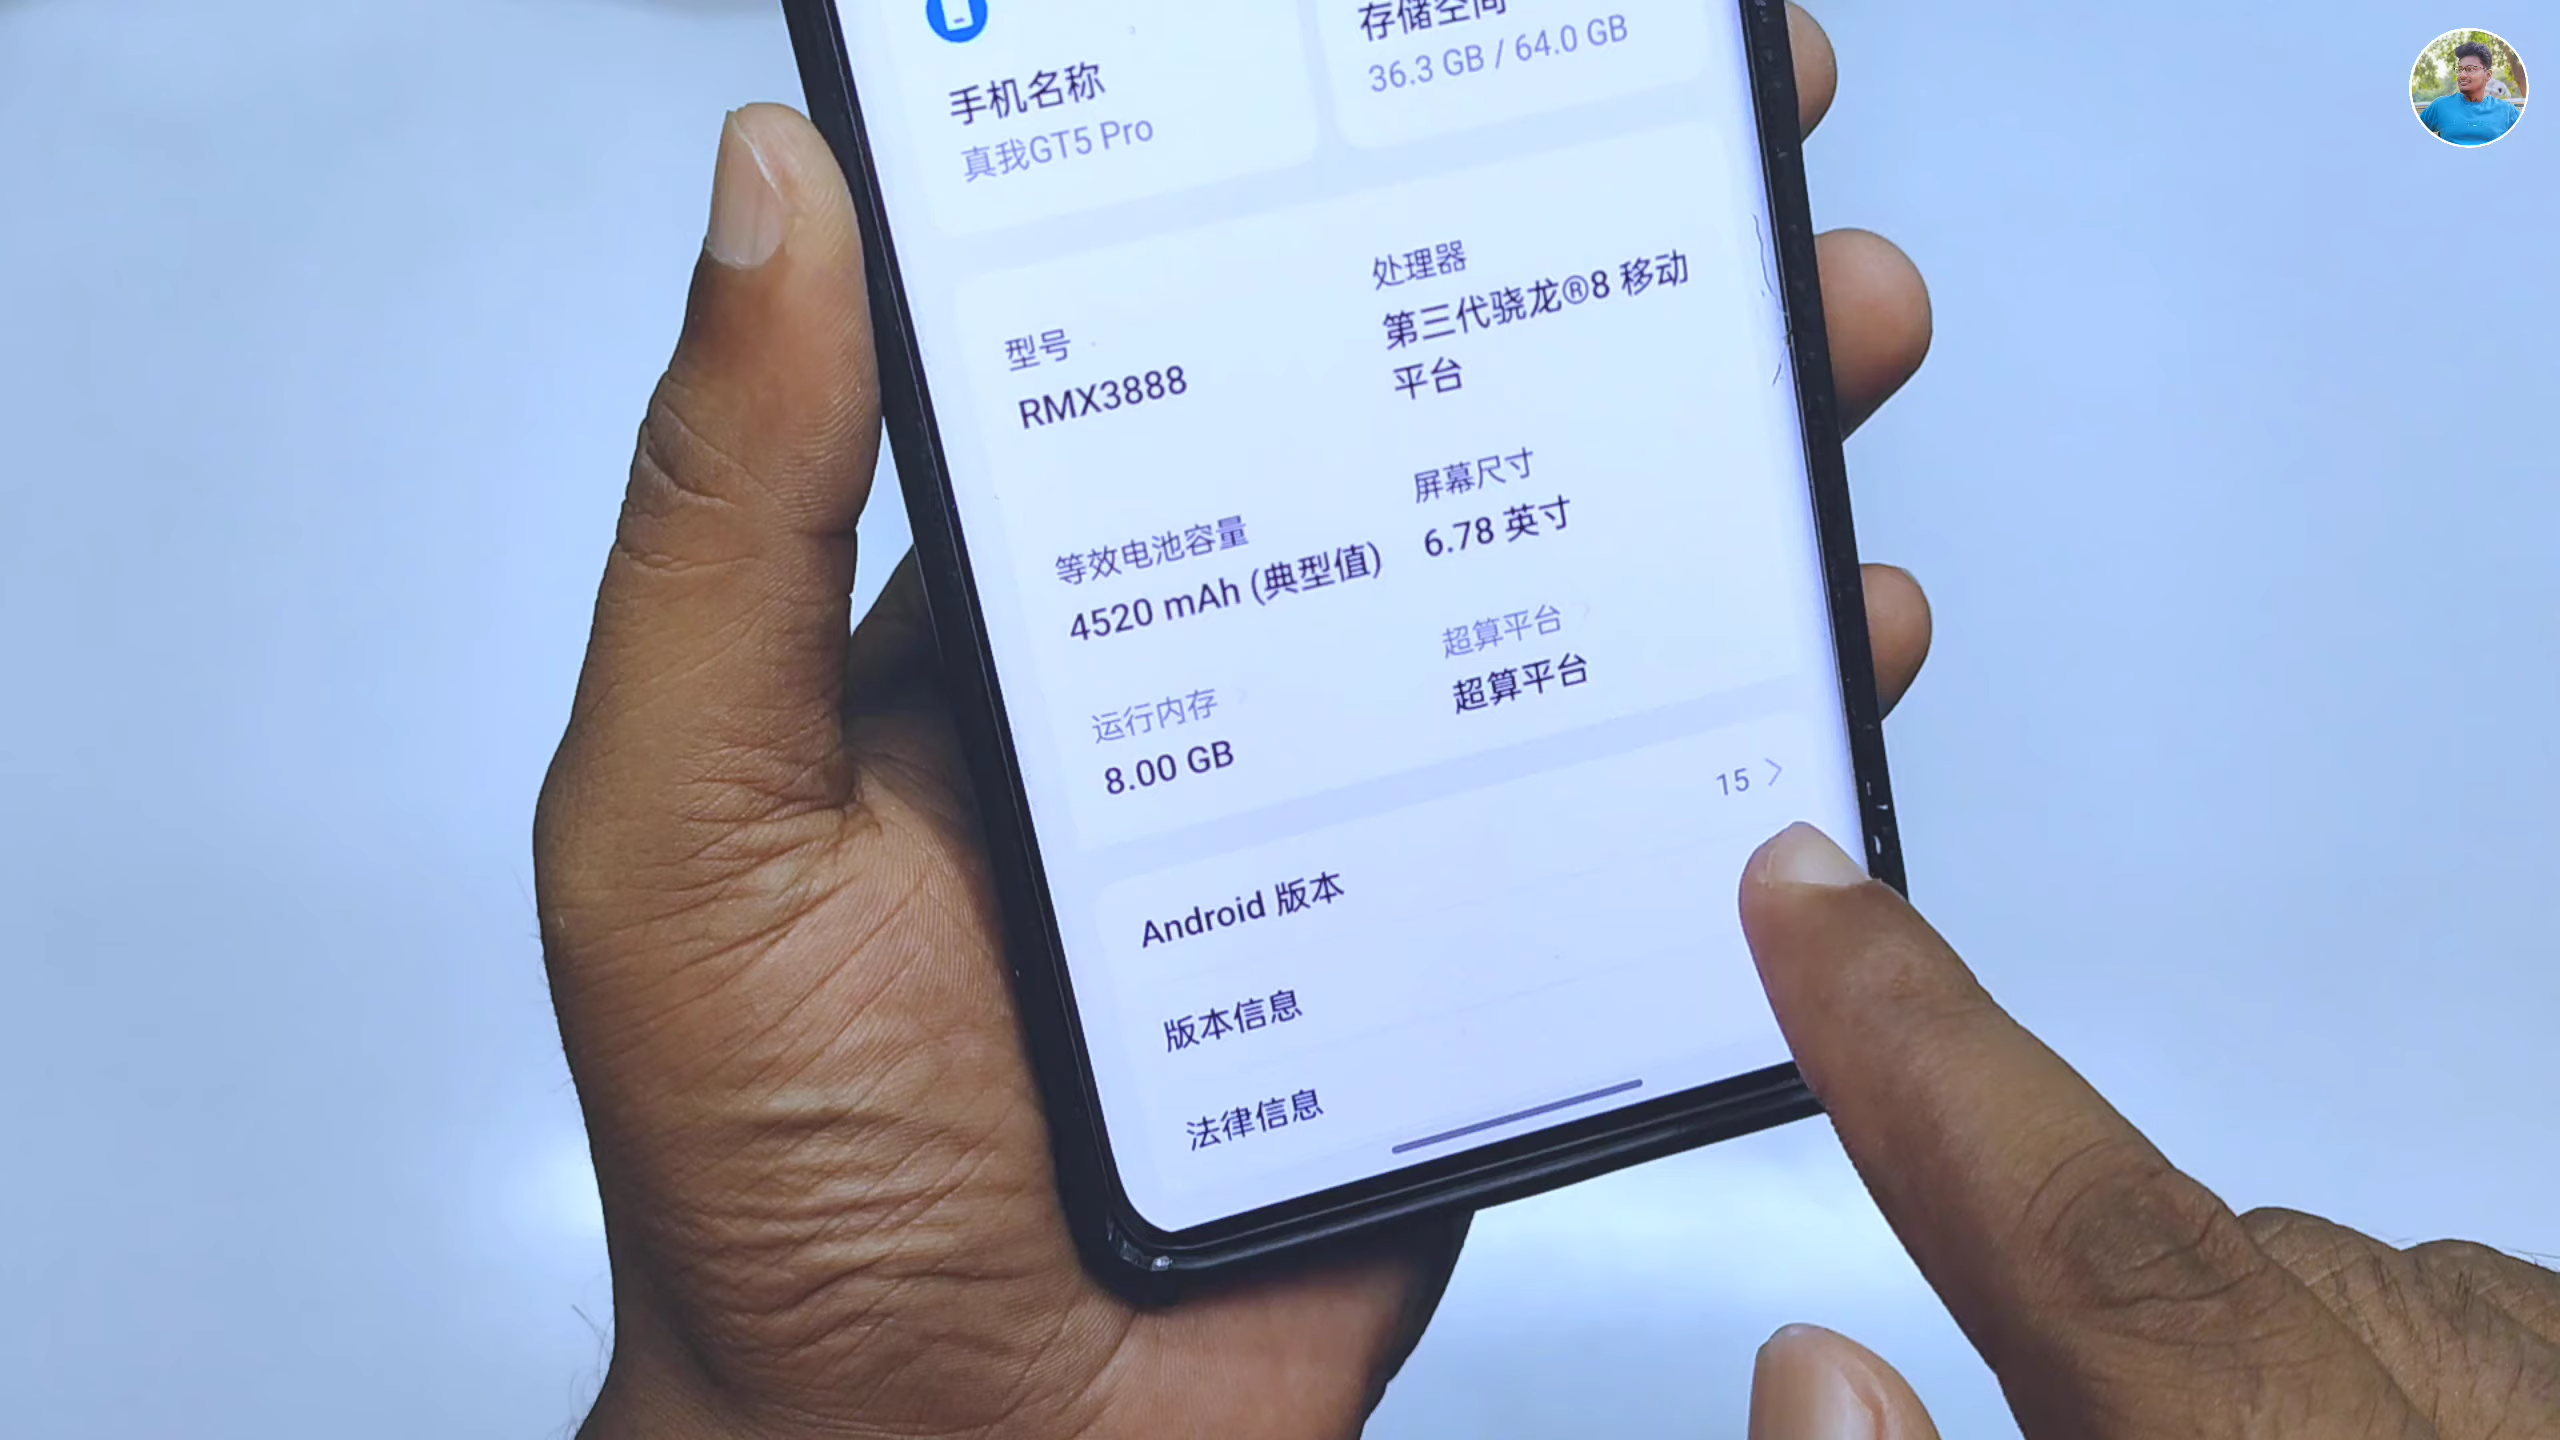 手机名称
真我GT5 Pro
存储空间
36.3 GB / 64.0 GB
型号
RMX3888
处理器
第三代骁龙®8 移动
平台
等效电池容量
4520 mAh (典型值)
屏幕尺寸
6.78 英寸
运行内存
8.00 GB
超算平台
超算平台
Android 版本
15
版本信息
法律信息